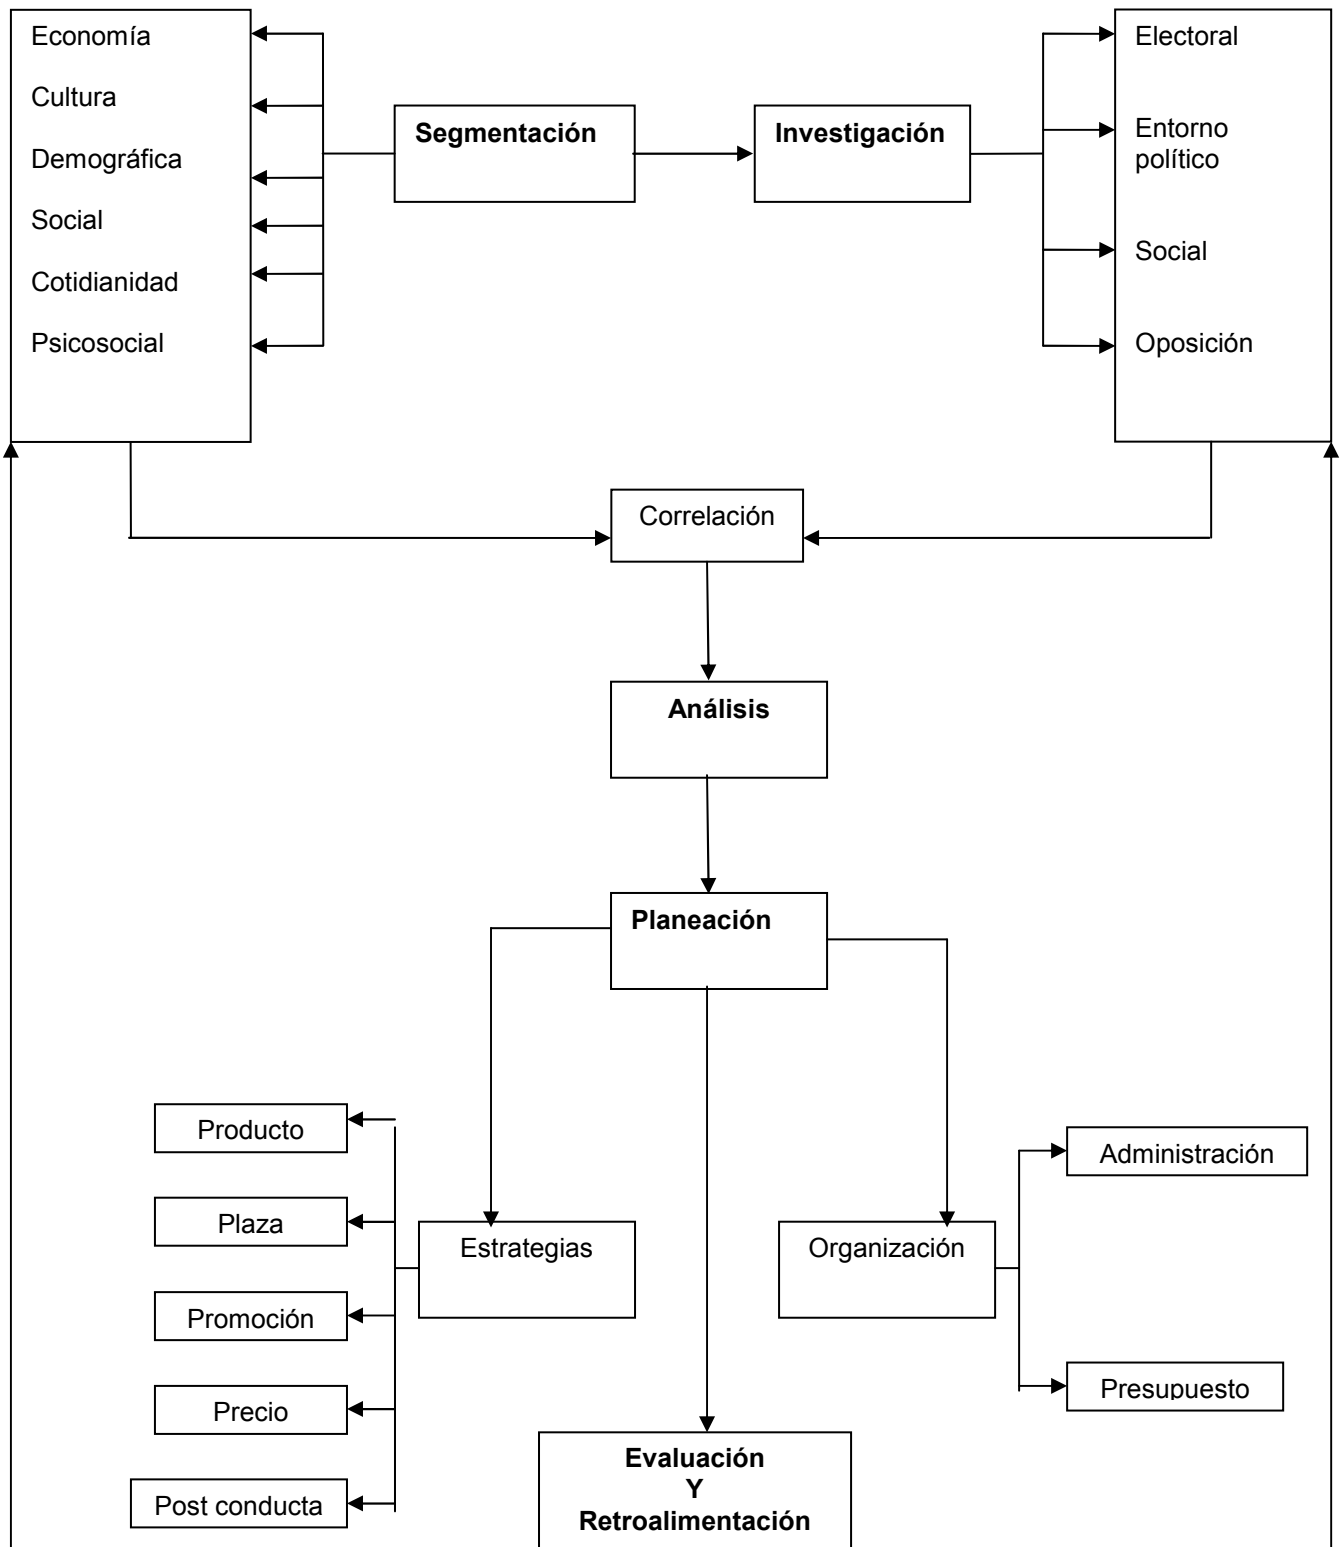 Economía
Cultura
Demográfica
Social
Cotidianidad
Psicosocial
Segmentación
Investigación
Electoral
Entorno
político
Social
Oposición
Correlación
Análisis
Planeación
Producto
Plaza
Promoción
Precio
Post conducta
Estrategias
Organización
Administración
Presupuesto
Evaluación
Y
Retroalimentación